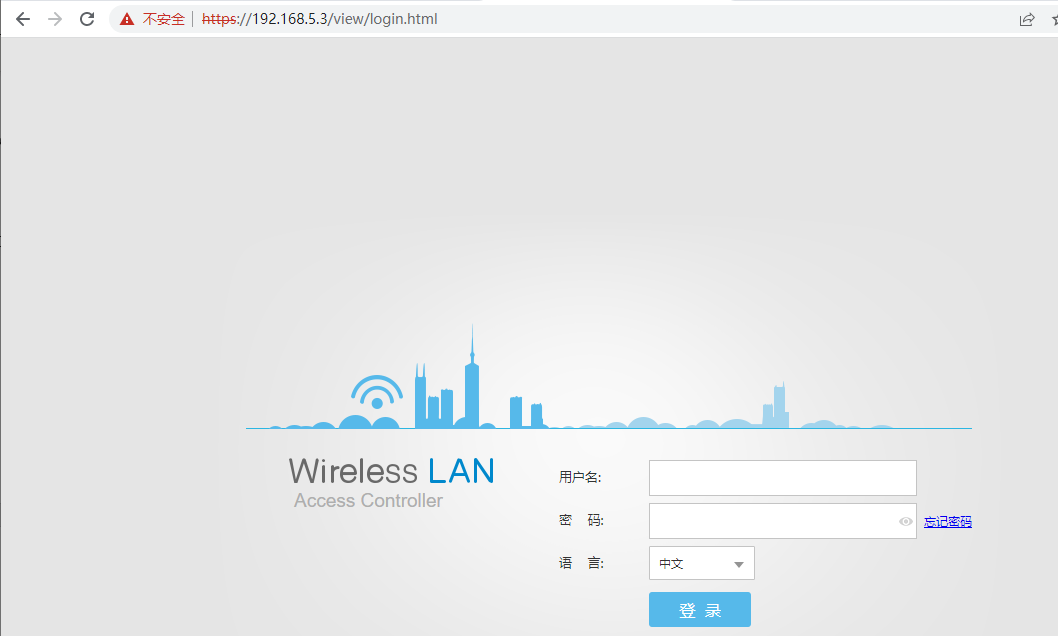 不安全 https://192.168.5.3/view/login.html
Wireless LAN
Access Controller
用户名:
密 码:
忘记密码
语 言:
中文
登 录